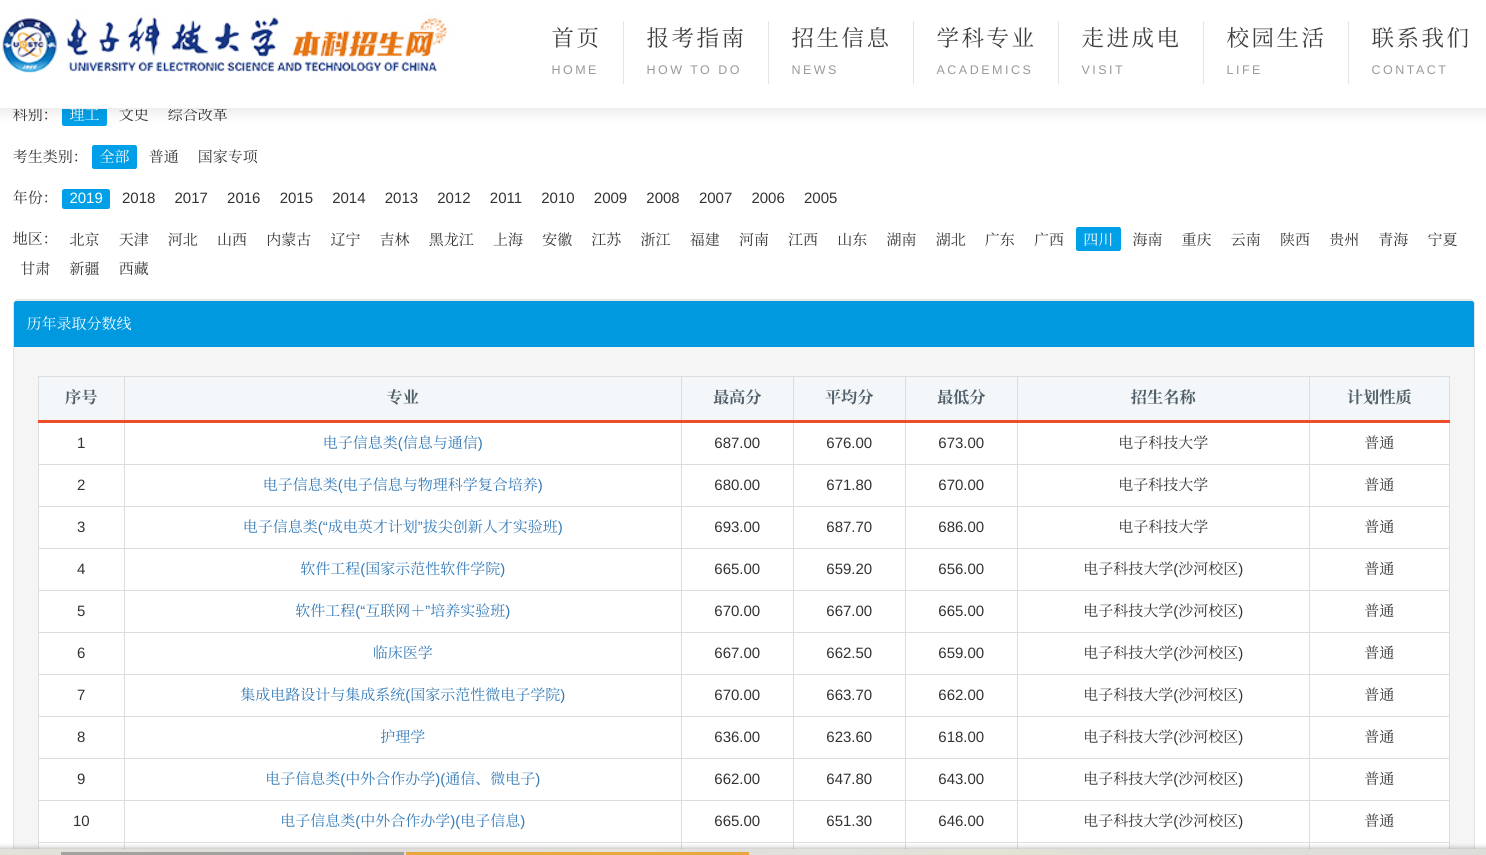 电子科技大学 本科招生网
UNIVERSITY OF ELECTRONIC SCIENCE AND TECHNOLOGY OF CHINA
首页 报考指南 招生信息 学科专业 走进成电 校园生活 联系我们
HOME HOW TO DO NEWS ACADEMICS VISIT LIFE CONTACT
科别： 理工 文史 综合改革
考生类别： 全部 普通 国家专项
年份： 2019 2018 2017 2016 2015 2014 2013 2012 2011 2010 2009 2008 2007 2006 2005
地区： 北京 天津 河北 山西 内蒙古 辽宁 吉林 黑龙江 上海 安徽 江苏 浙江 福建 河南 江西 山东 湖南 湖北 广东 广西 四川 海南 重庆 云南 陕西 贵州 青海 宁夏
甘肃 新疆 西藏
历年录取分数线
序号 专业 最高分 平均分 最低分 招生名称 计划性质
1 电子信息类(信息与通信) 687.00 676.00 673.00 电子科技大学 普通
2 电子信息类(电子信息与物理科学复合培养) 680.00 671.80 670.00 电子科技大学 普通
3 电子信息类(“成电英才计划”拔尖创新人才实验班) 693.00 687.70 686.00 电子科技大学 普通
4 软件工程(国家示范性软件学院) 665.00 659.20 656.00 电子科技大学(沙河校区) 普通
5 软件工程(“互联网＋”培养实验班) 670.00 667.00 665.00 电子科技大学(沙河校区) 普通
6 临床医学 667.00 662.50 659.00 电子科技大学(沙河校区) 普通
7 集成电路设计与集成系统(国家示范性微电子学院) 670.00 663.70 662.00 电子科技大学(沙河校区) 普通
8 护理学 636.00 623.60 618.00 电子科技大学(沙河校区) 普通
9 电子信息类(中外合作办学)(通信、微电子) 662.00 647.80 643.00 电子科技大学(沙河校区) 普通
10 电子信息类(中外合作办学)(电子信息) 665.00 651.30 646.00 电子科技大学(沙河校区) 普通